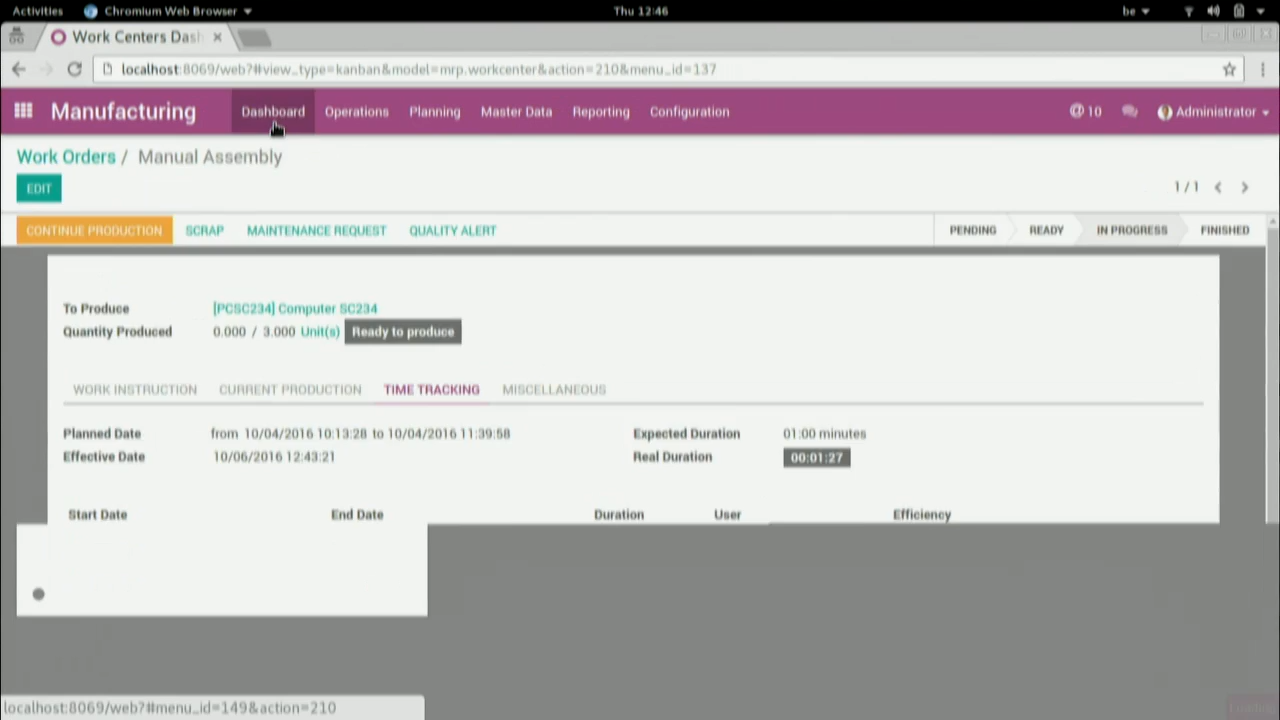 Activities Chromium Web Browser Thu 12:46 be
Work Centers Dash
localhost:8069/web?#view_type=kanban&model=mrp.workcenter&action=210&menu_id=137
Manufacturing Dashboard Operations Planning Master Data Reporting Configuration @ 10 Administrator
Work Orders / Manual Assembly
EDIT 1 / 1
CONTINUE PRODUCTION SCRAP MAINTENANCE REQUEST QUALITY ALERT PENDING READY IN PROGRESS FINISHED
To Produce [PCSC234] Computer SC234
Quantity Produced 0.000 / 3.000 Unit(s) Ready to produce
WORK INSTRUCTION CURRENT PRODUCTION TIME TRACKING MISCELLANEOUS
Planned Date from 10/04/2016 10:13:28 to 10/04/2016 11:39:58 Expected Duration 01:00 minutes
Effective Date 10/06/2016 12:43:21 Real Duration 00:01:27
Start Date End Date Duration User Efficiency
localhost:8069/web?#menu_id=149&action=210 Loading